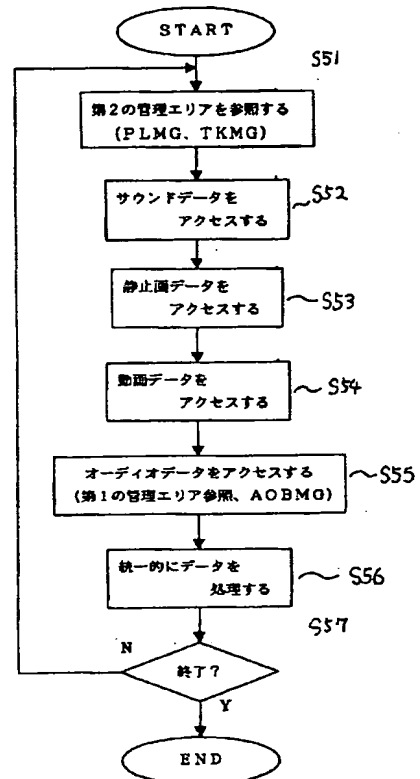 START
S51
第2の管理エリアを参照する
(PLMG、TKMG)
サウンドデータを
アクセスする
S52
静止画データを
アクセスする
S53
動画データを
アクセスする
S54
オーディオデータをアクセスする
(第1の管理エリア参照、AOBMG)
S55
統一的にデータを
処理する
S56
S57
N
終了?
Y
END